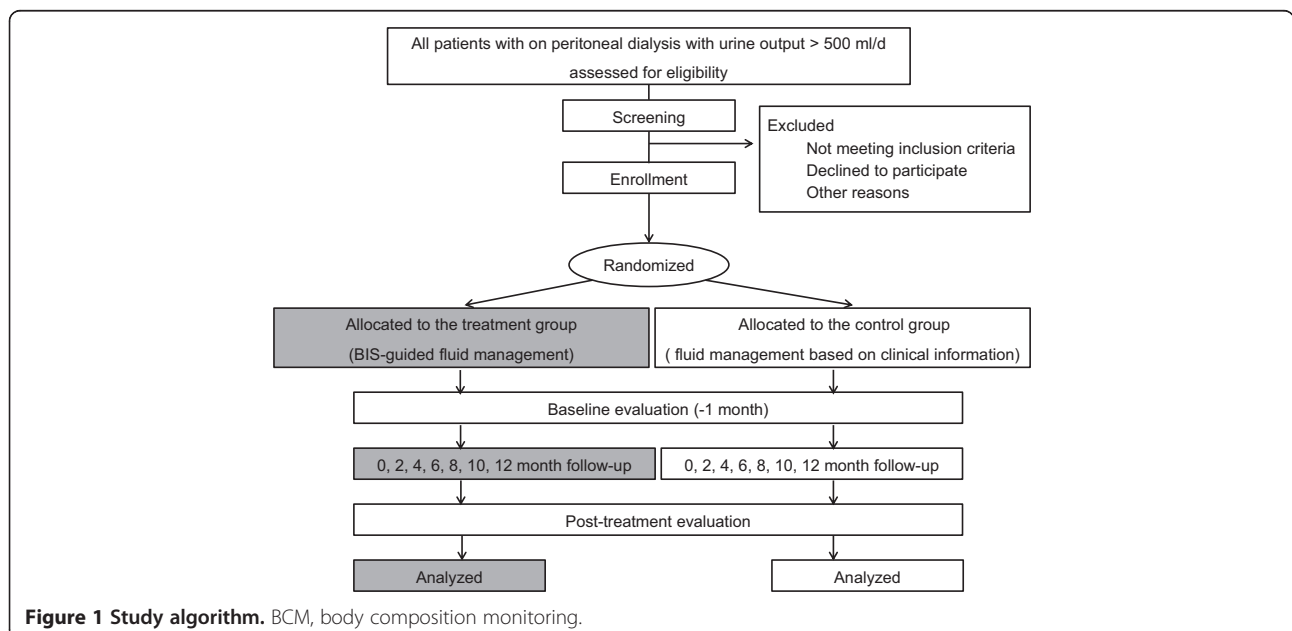 All patients with on peritoneal dialysis with urine output > 500 ml/d
assessed for eligibility
Screening
Excluded
Not meeting inclusion criteria
Declined to participate
Other reasons
Enrollment
Randomized
Allocated to the treatment group
(BIS-guided fluid management)
Allocated to the control group
( fluid management based on clinical information)
Baseline evaluation (-1 month)
0, 2, 4, 6, 8, 10, 12 month follow-up
0, 2, 4, 6, 8, 10, 12 month follow-up
Post-treatment evaluation
Analyzed
Analyzed
Figure 1 Study algorithm. BCM, body composition monitoring.